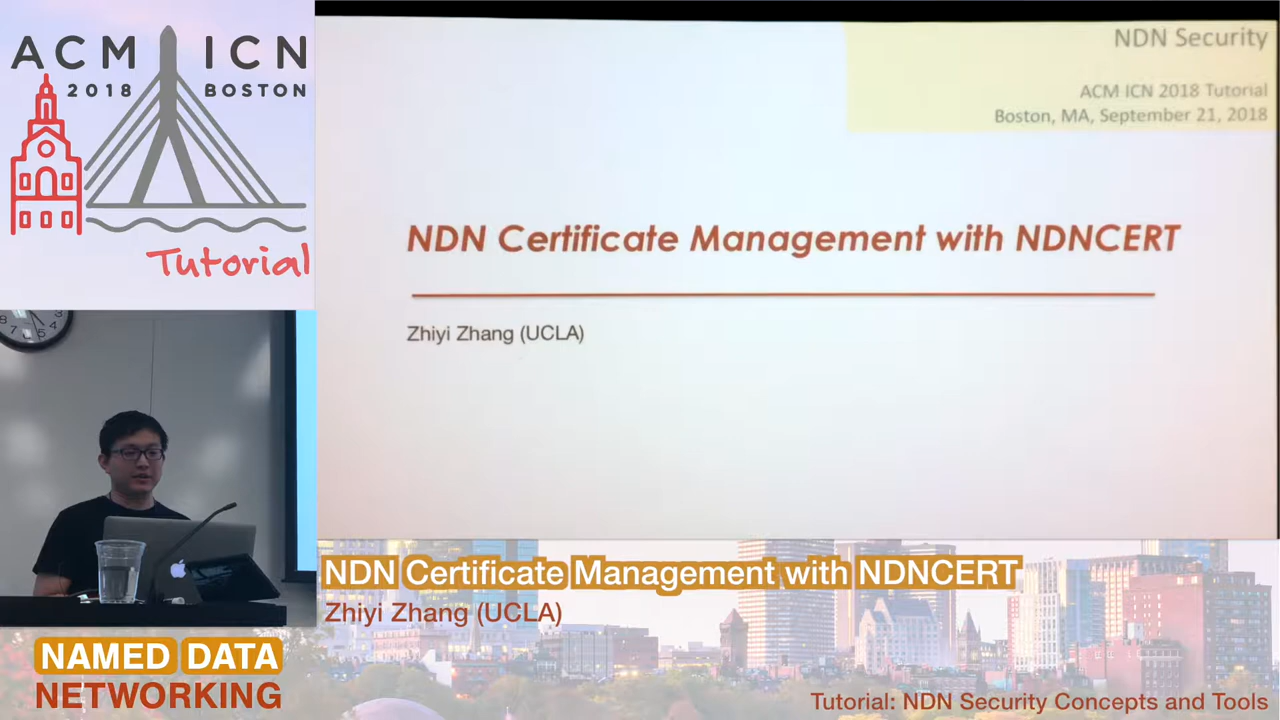 ACM ICN
2018 BOSTON
Tutorial
NDN Security
ACM ICN 2018 Tutorial
Boston, MA, September 21, 2018
NDN Certificate Management with NDNCERT
Zhiyi Zhang (UCLA)
NDN Certificate Management with NDNCERT
Zhiyi Zhang (UCLA)
NAMED DATA
NETWORKING
Tutorial: NDN Security Concepts and Tools